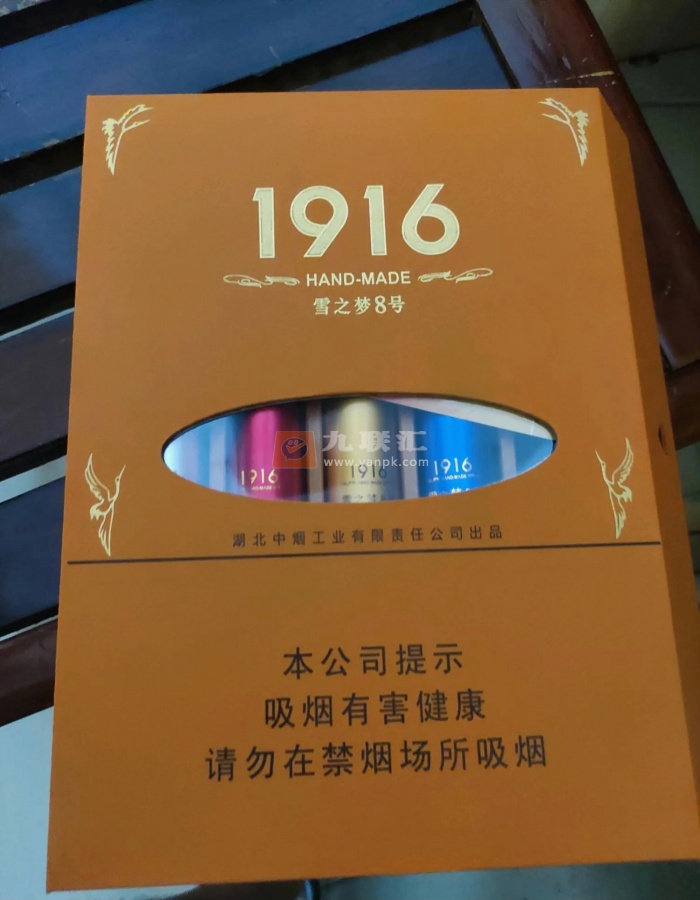 1916
HAND-MADE
雪之梦8号
九联汇
www.yanpk.com
1916
1916
1916
湖北中烟工业有限责任公司出品
本公司提示
吸烟有害健康
请勿在禁烟场所吸烟